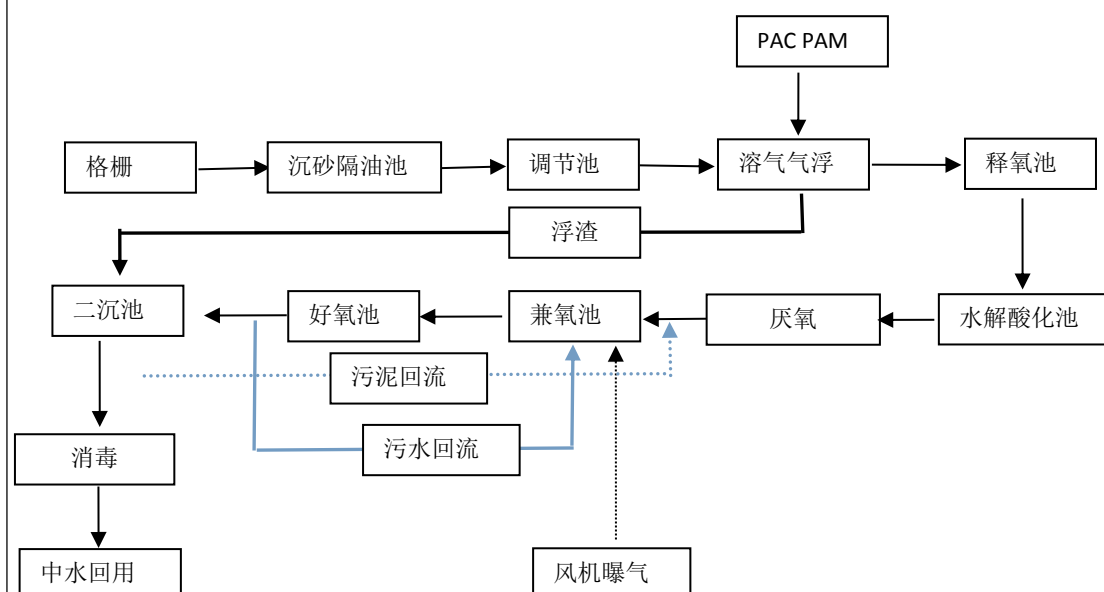 PAC PAM
格栅
沉砂隔油池
调节池
溶气气浮
释氧池
浮渣
二沉池
好氧池
兼氧池
厌氧
水解酸化池
污泥回流
污水回流
消毒
中水回用
风机曝气